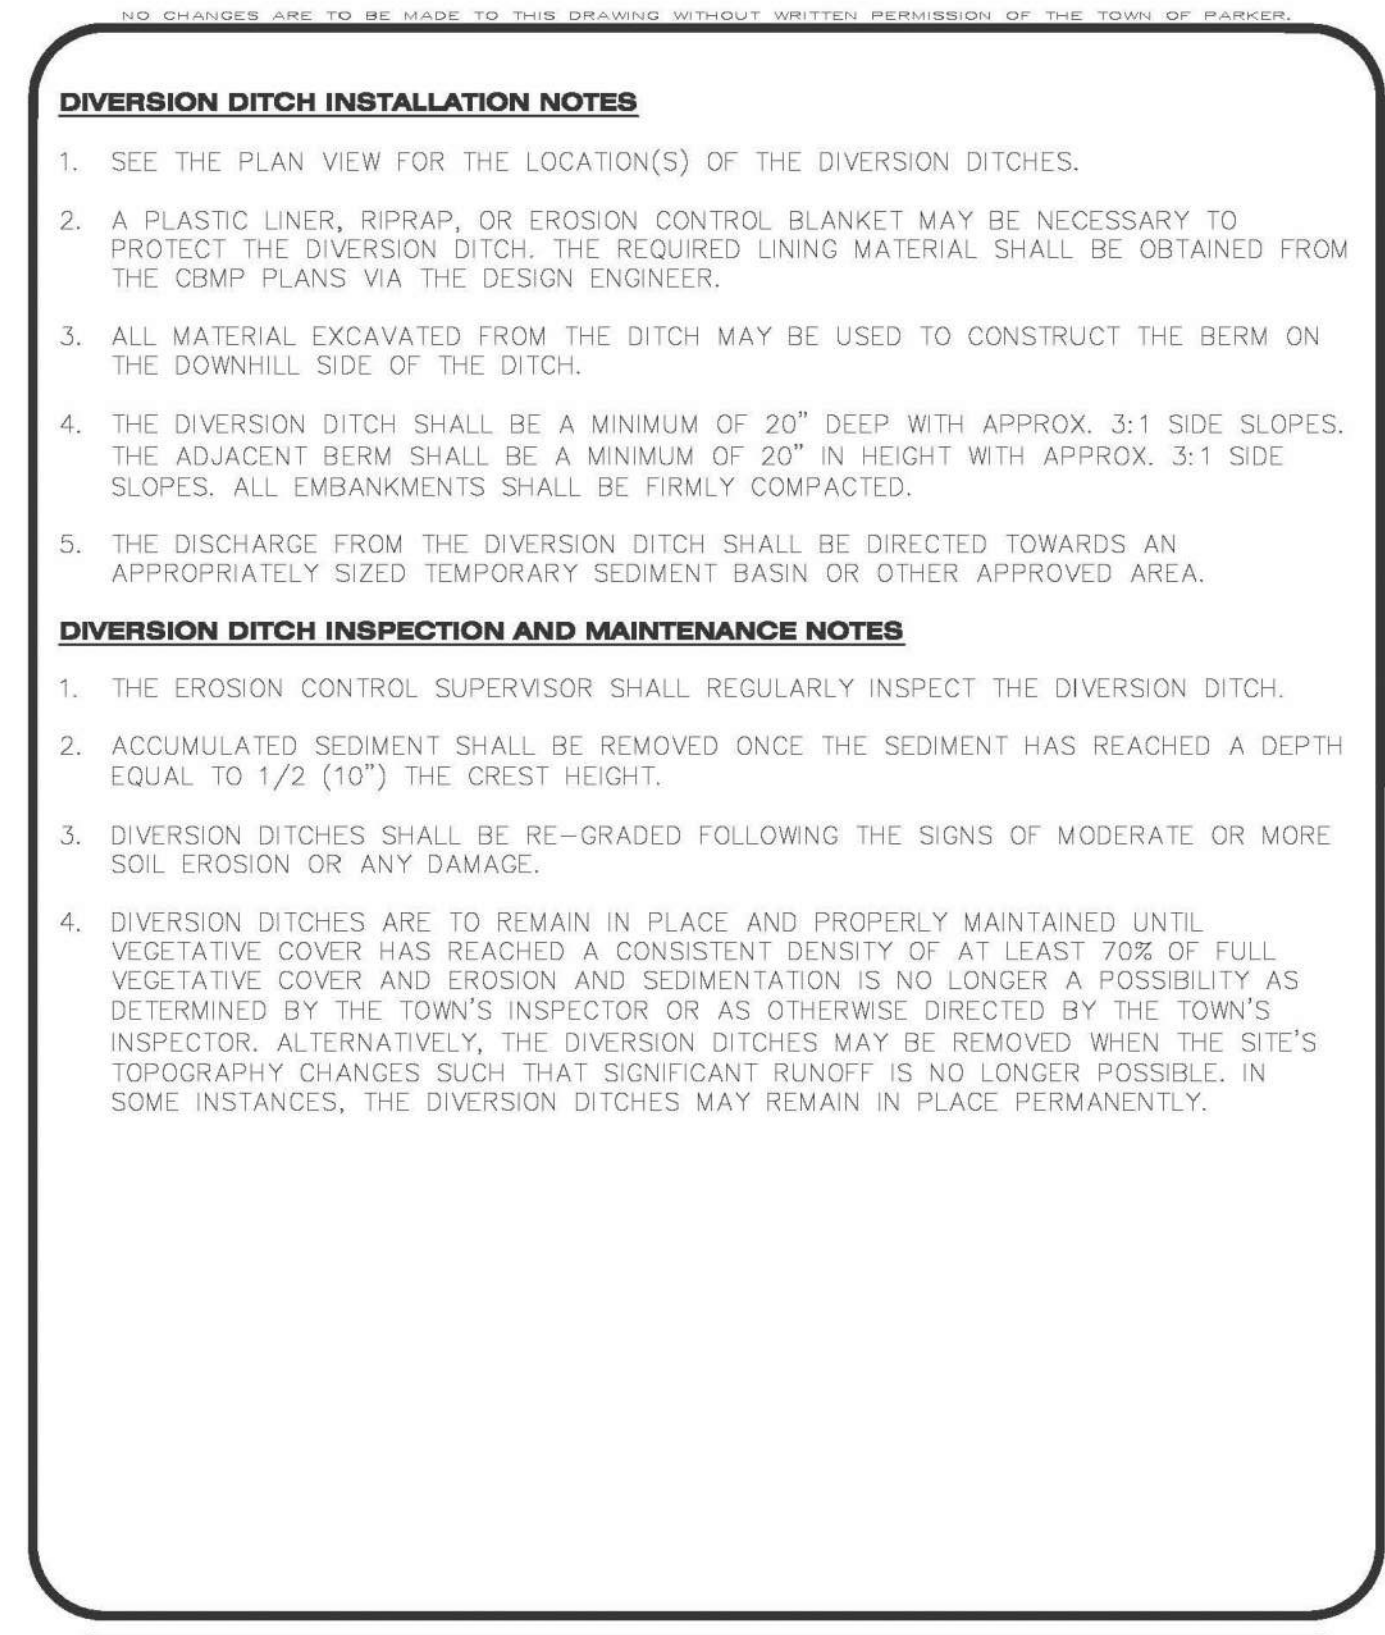 NO CHANGES ARE TO BE MADE TO THIS DRAWING WITHOUT WRITTEN PERMISSION OF THE TOWN OF PARKER.
DIVERSION DITCH INSTALLATION NOTES
1. SEE THE PLAN VIEW FOR THE LOCATION(S) OF THE DIVERSION DITCHES.
2. A PLASTIC LINER, RIPRAP, OR EROSION CONTROL BLANKET MAY BE NECESSARY TO
PROTECT THE DIVERSION DITCH. THE REQUIRED LINING MATERIAL SHALL BE OBTAINED FROM
THE CBMP PLANS VIA THE DESIGN ENGINEER.
3. ALL MATERIAL EXCAVATED FROM THE DITCH MAY BE USED TO CONSTRUCT THE BERM ON
THE DOWNHILL SIDE OF THE DITCH.
4. THE DIVERSION DITCH SHALL BE A MINIMUM OF 20" DEEP WITH APPROX. 3:1 SIDE SLOPES.
THE ADJACENT BERM SHALL BE A MINIMUM OF 20" IN HEIGHT WITH APPROX. 3:1 SIDE
SLOPES. ALL EMBANKMENTS SHALL BE FIRMLY COMPACTED.
5. THE DISCHARGE FROM THE DIVERSION DITCH SHALL BE DIRECTED TOWARDS AN
APPROPRIATELY SIZED TEMPORARY SEDIMENT BASIN OR OTHER APPROVED AREA.
DIVERSION DITCH INSPECTION AND MAINTENANCE NOTES
1. THE EROSION CONTROL SUPERVISOR SHALL REGULARLY INSPECT THE DIVERSION DITCH.
2. ACCUMULATED SEDIMENT SHALL BE REMOVED ONCE THE SEDIMENT HAS REACHED A DEPTH
EQUAL TO 1/2 (10") THE CREST HEIGHT.
3. DIVERSION DITCHES SHALL BE RE-GRADED FOLLOWING THE SIGNS OF MODERATE OR MORE
SOIL EROSION OR ANY DAMAGE.
4. DIVERSION DITCHES ARE TO REMAIN IN PLACE AND PROPERLY MAINTAINED UNTIL
VEGETATIVE COVER HAS REACHED A CONSISTENT DENSITY OF AT LEAST 70% OF FULL
VEGETATIVE COVER AND EROSION AND SEDIMENTATION IS NO LONGER A POSSIBILITY AS
DETERMINED BY THE TOWN'S INSPECTOR OR AS OTHERWISE DIRECTED BY THE TOWN'S
INSPECTOR. ALTERNATIVELY, THE DIVERSION DITCHES MAY BE REMOVED WHEN THE SITE'S
TOPOGRAPHY CHANGES SUCH THAT SIGNIFICANT RUNOFF IS NO LONGER POSSIBLE. IN
SOME INSTANCES, THE DIVERSION DITCHES MAY REMAIN IN PLACE PERMANENTLY.